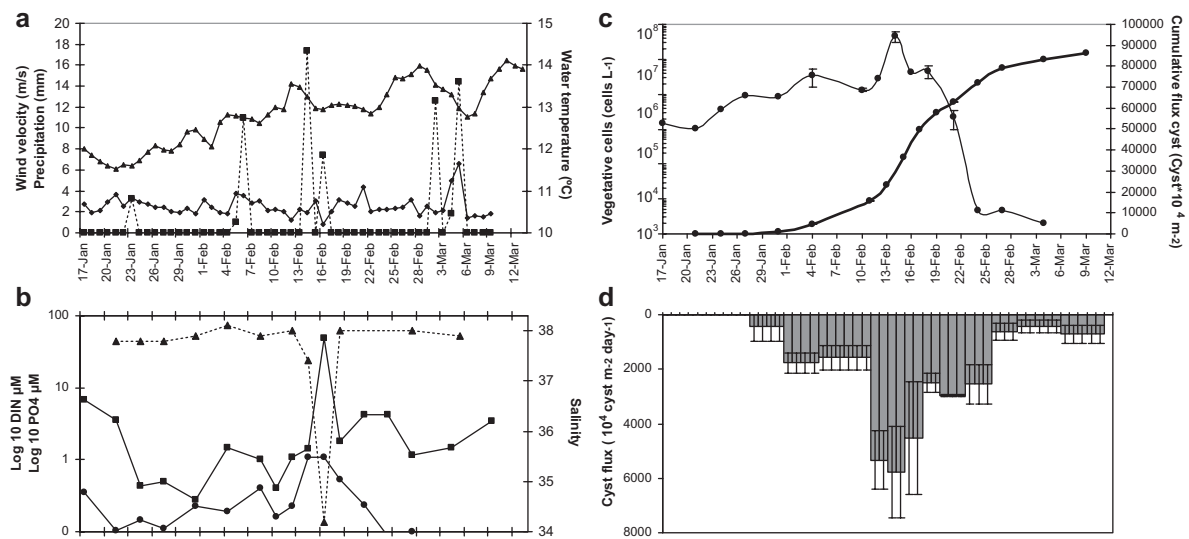 a
20
18
16
14
12
10
8
6
4
2
0
Wind velocity (m/s)
Precipitation (mm)
15
14
13
12
11
10
Water temperature (ºC)
17-Jan
20-Jan
23-Jan
26-Jan
29-Jan
1-Feb
4-Feb
7-Feb
10-Feb
13-Feb
16-Feb
19-Feb
22-Feb
25-Feb
28-Feb
3-Mar
6-Mar
9-Mar
12-Mar
b
100
10
1
0
Log 10 DIN µM
Log 10 PO4 µM
38
37
36
35
34
Salinity
c
10⁸
10⁷
10⁶
10⁵
10⁴
10³
Vegetative cells (cells L-1)
100000
90000
80000
70000
60000
50000
40000
30000
20000
10000
0
Cumulative flux cyst (Cyst*10⁴ m-2)
17-Jan
20-Jan
23-Jan
26-Jan
29-Jan
1-Feb
4-Feb
7-Feb
10-Feb
13-Feb
16-Feb
19-Feb
22-Feb
25-Feb
28-Feb
3-Mar
6-Mar
9-Mar
12-Mar
d
0
2000
4000
6000
8000
Cyst flux ( 10⁴ cyst m-2 day-1)